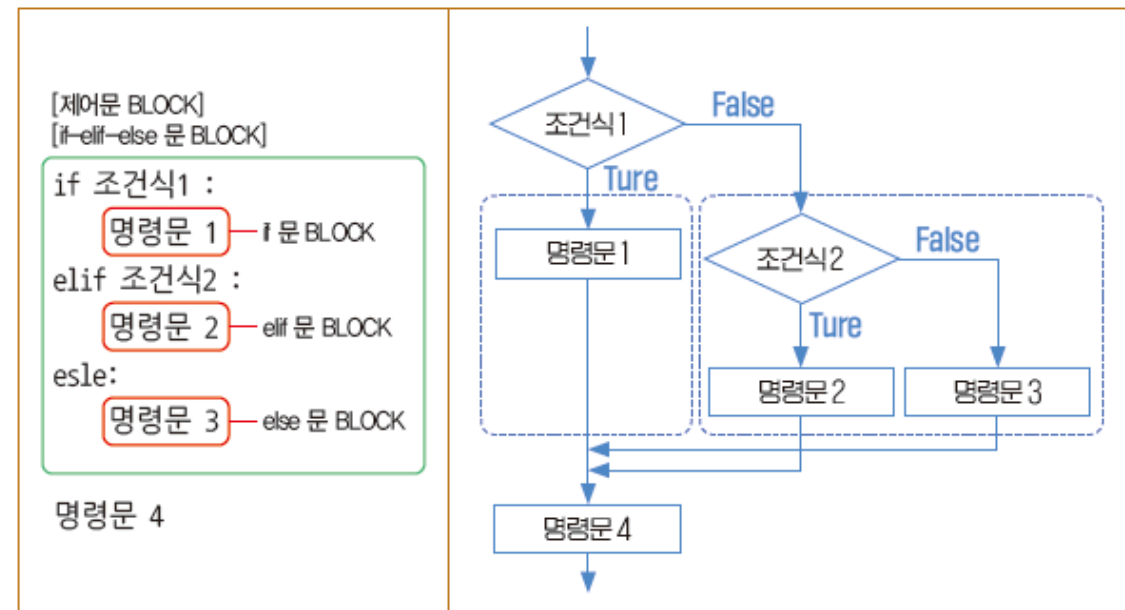 [제어문 BLOCK]
[if-elif-else 문 BLOCK]
if 조건식1 :
명령문 1 if 문 BLOCK
elif 조건식2 :
명령문 2 elif 문 BLOCK
esle:
명령문 3 else 문 BLOCK
명령문 4
조건식1
False
Ture
명령문1
조건식2
False
Ture
명령문2
명령문3
명령문4